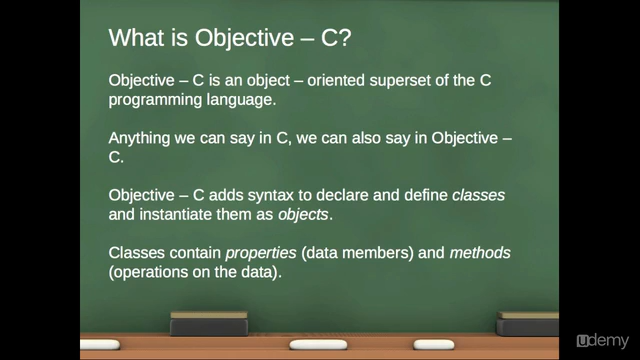 What is Objective – C?
Objective – C is an object – oriented superset of the C
programming language.
Anything we can say in C, we can also say in Objective –
C.
Objective – C adds syntax to declare and define classes
and instantiate them as objects.
Classes contain properties (data members) and methods
(operations on the data).
udemy